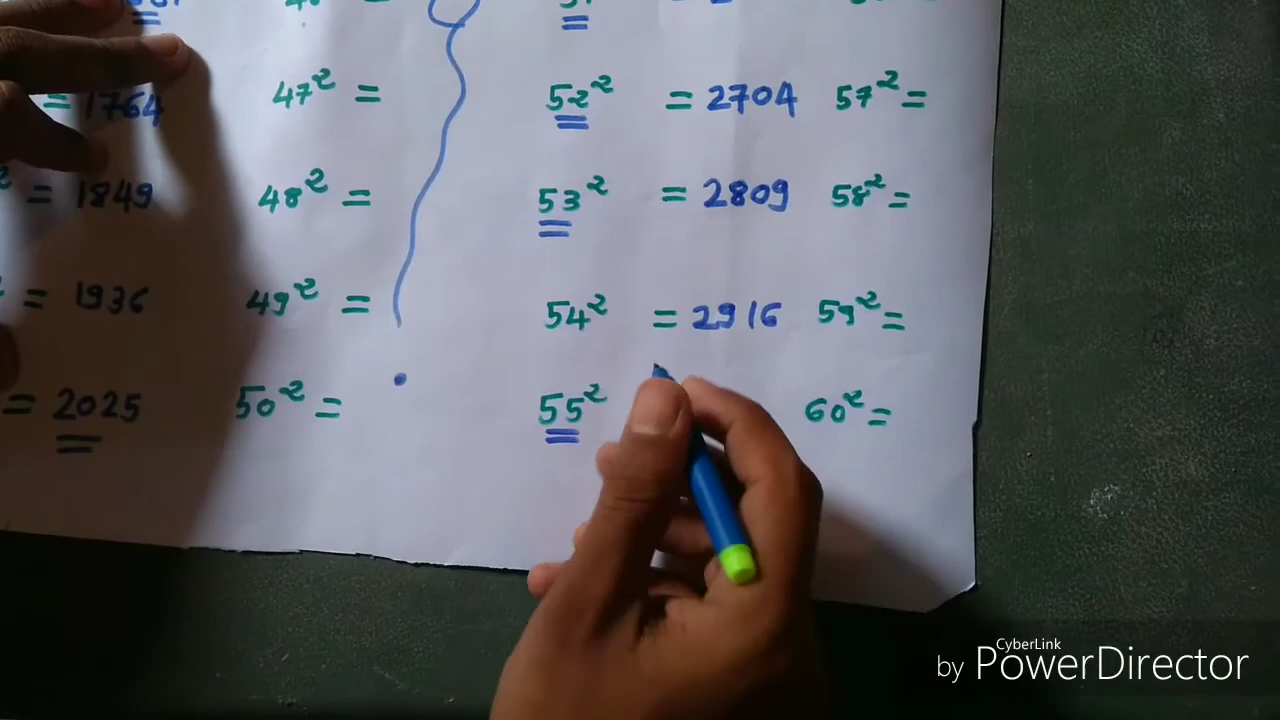 = 1764 47² = 52² = 2704 57² =
= 1849 48² = 53² = 2809 58² =
= 1936 49² = 54² = 2916 59² =
= 2025 50² = 55² 60² =
CyberLink
by PowerDirector